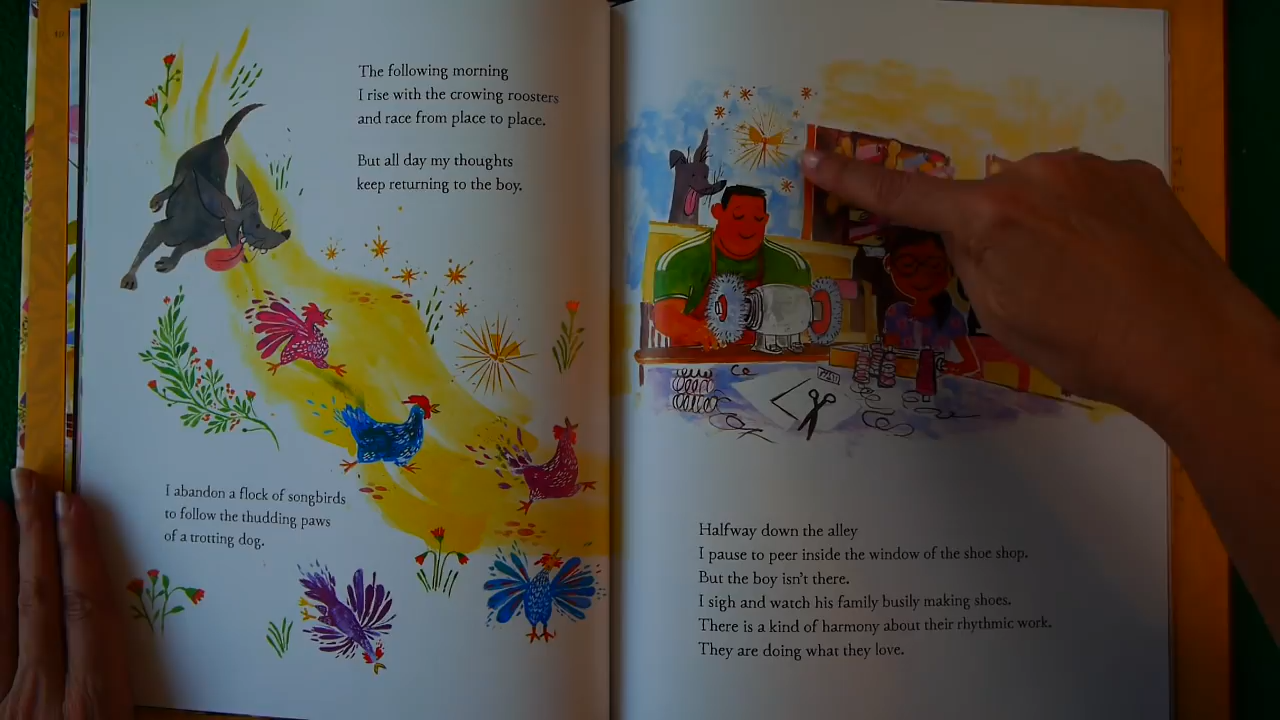 The following morning
I rise with the crowing roosters
and race from place to place.
But all day my thoughts
keep returning to the boy.
I abandon a flock of songbirds
to follow the thudding paws
of a trotting dog.
Halfway down the alley
I pause to peer inside the window of the shoe shop.
But the boy isn't there.
I sigh and watch his family busily making shoes.
There is a kind of harmony about their rhythmic work.
They are doing what they love.